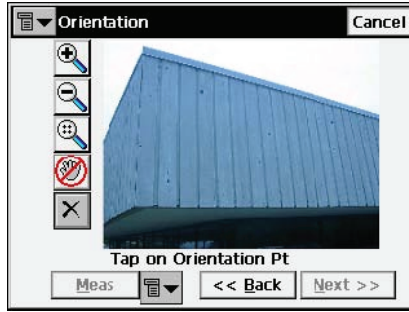 Orientation
Cancel
Tap on Orientation Pt
Meas
<< Back
Next >>